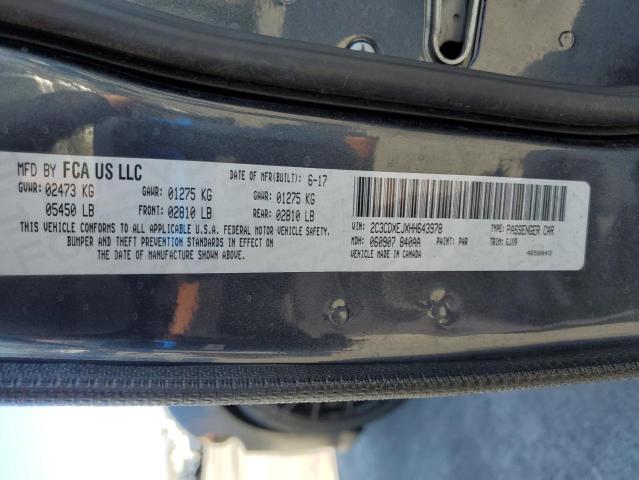 MFD BY FCA US LLC
DATE OF MFR(BUILT): 6-17
GVWR: 02473 KG
GAWR: 01275 KG
GAWR: 01275 KG
05450 LB
FRONT: 02810 LB
REAR: 02810 LB
THIS VEHICLE CONFORMS TO ALL APPLICABLE U.S.A. FEDERAL MOTOR VEHICLE SAFETY,
BUMPER AND THEFT PREVENTION STANDARDS IN EFFECT ON
THE DATE OF MANUFACTURE SHOWN ABOVE.
VIN: 2C3CDXEJXHH643978
TYPE: PASSENGER CAR
MDH: 060907 840AA
PAINT: PAR
TRIM: GJX9
VEHICLE MADE IN CANADA